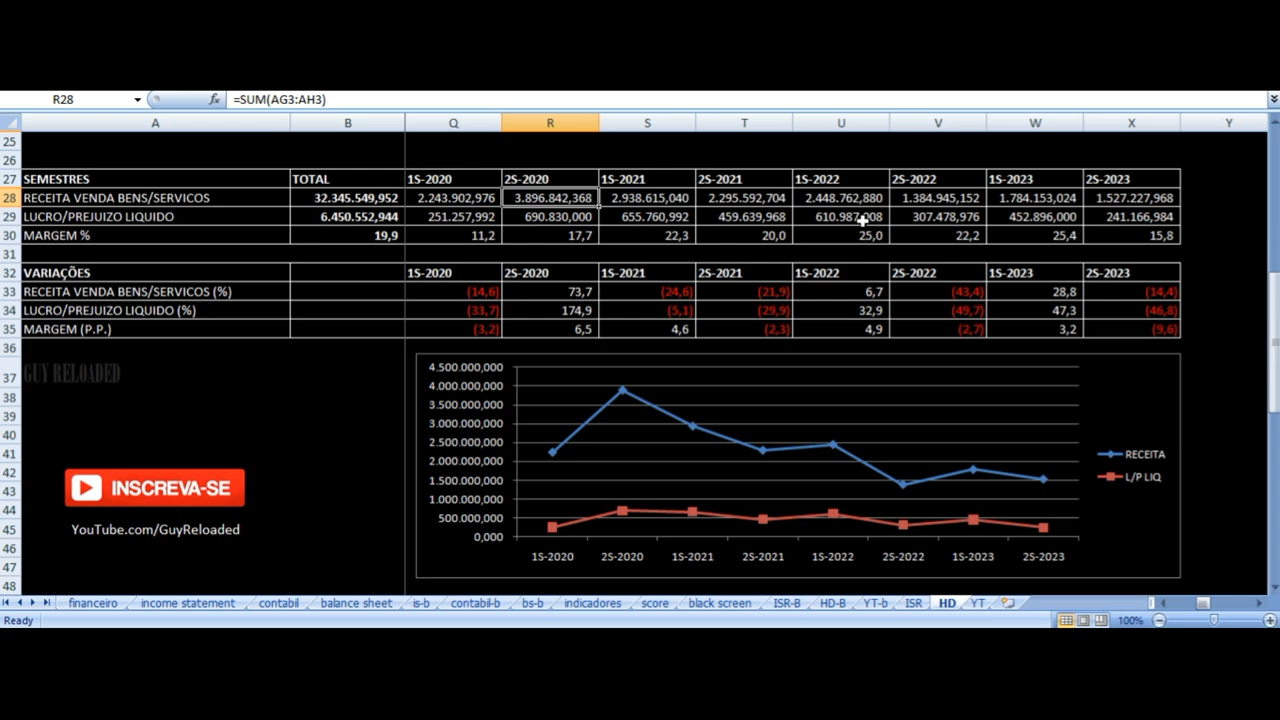 R28 fx =SUM(AG3:AH3)
A B Q R S T U V W X Y
25
26
27 SEMESTRES TOTAL 1S-2020 2S-2020 1S-2021 2S-2021 1S-2022 2S-2022 1S-2023 2S-2023
28 RECEITA VENDA BENS/SERVICOS 32.345.549,952 2.243.902,976 3.896.842,368 2.938.615,040 2.295.592,704 2.448.762,880 1.384.945,152 1.784.153,024 1.527.227,968
29 LUCRO/PREJUIZO LIQUIDO 6.450.552,944 251.257,992 690.830,000 655.760,992 459.639,968 307.478,976 452.896,000 241.166,984
30 MARGEM % 19,9 11,2 17,7 22,3 20,0 25,0 22,2 25,4 15,8
31
32 VARIAÇÕES 1S-2020 2S-2020 1S-2021 2S-2021 1S-2022 2S-2022 1S-2023 2S-2023
33 RECEITA VENDA BENS/SERVICOS (%) (14,6) 73,7 (24,6) (21,9) 6,7 (43,4) 28,8 (14,4)
34 LUCRO/PREJUIZO LIQUIDO (%) (33,7) 174,9 (5,1) (29,9) 32,9 (49,7) 47,3 (46,8)
35 MARGEM (P.P.) (3,2) 6,5 4,6 (2,3) 4,9 (2,7) 3,2 (9,6)
36
37 GUY RELOADED
38
39
40
41
42
43
44
45
46
47
48
INSCREVA-SE
YouTube.com/GuyReloaded
4.500.000,000
4.000.000,000
3.500.000,000
3.000.000,000
2.500.000,000
2.000.000,000
1.500.000,000
1.000.000,000
500.000,000
0,000
1S-2020 2S-2020 1S-2021 2S-2021 1S-2022 2S-2022 1S-2023 2S-2023
RECEITA
L/P LIQ
financeiro income statement contabil balance sheet is-b contabil-b bs-b indicadores score black screen ISR-B HD-B YT-b ISR HD YT
Ready 100%